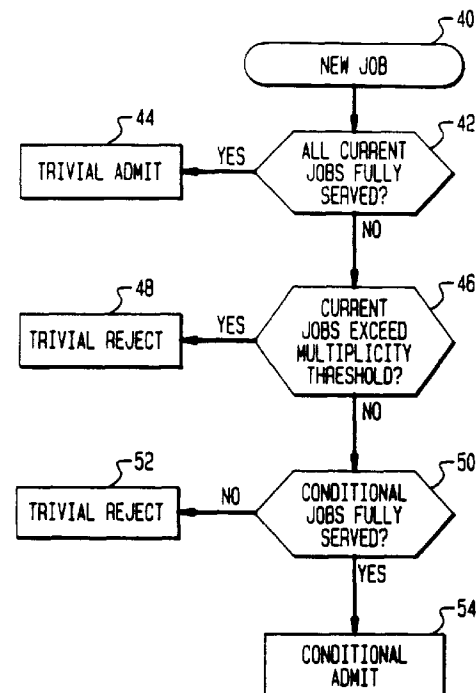 40
NEW JOB
44
42
TRIVIAL ADMIT
YES
ALL CURRENT
JOBS FULLY
SERVED?
NO
48
46
TRIVIAL REJECT
YES
CURRENT
JOBS EXCEED
MULTIPLICITY
THRESHOLD?
NO
52
50
TRIVIAL REJECT
NO
CONDITIONAL
JOBS FULLY
SERVED?
YES
54
CONDITIONAL
ADMIT